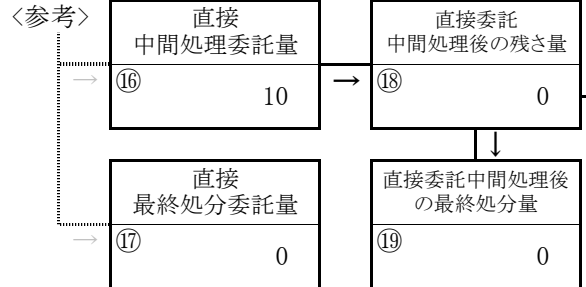 〈参考〉
直接
中間処理委託量
→
⑯
10
→
直接委託
中間処理後の残さ量
⑱
0
↓
直接
最終処分委託量
→
⑰
0
直接委託中間処理後
の最終処分量
⑲
0